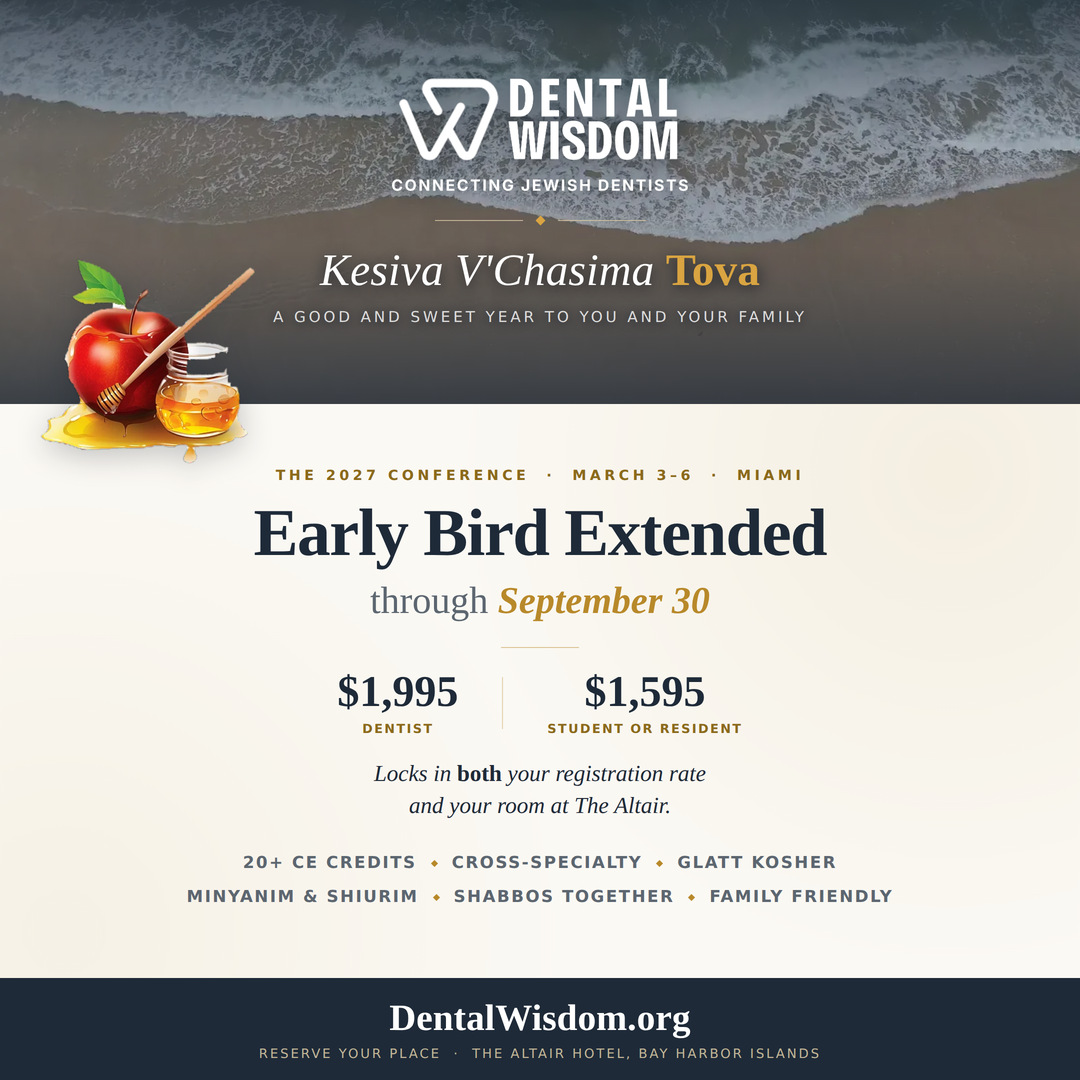 DENTAL
WISDOM
CONNECTING JEWISH DENTISTS
Kesiva V'Chasima Tova
A GOOD AND SWEET YEAR TO YOU AND YOUR FAMILY
THE 2027 CONFERENCE · MARCH 3–6 · MIAMI
Early Bird Extended
through September 30
$1,995 $1,595
DENTIST STUDENT OR RESIDENT
Locks in both your registration rate
and your room at The Altair.
20+ CE CREDITS ◆ CROSS-SPECIALTY ◆ GLATT KOSHER
MINYANIM & SHIURIM ◆ SHABBOS TOGETHER ◆ FAMILY FRIENDLY
DentalWisdom.org
RESERVE YOUR PLACE · THE ALTAIR HOTEL, BAY HARBOR ISLANDS